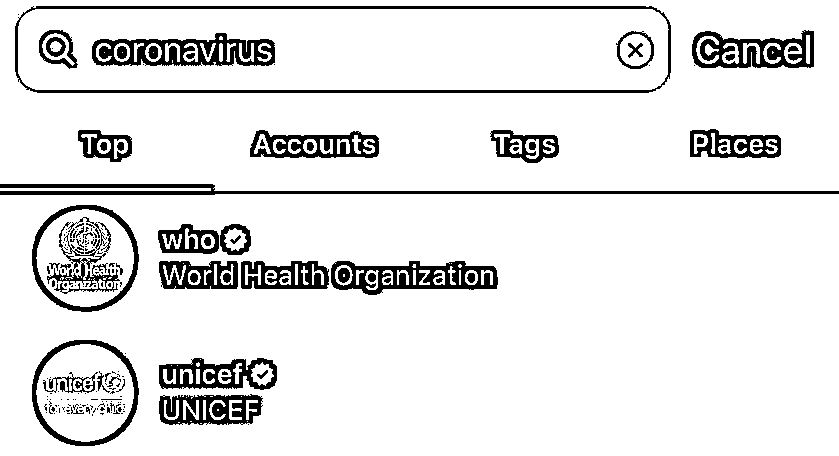 coronavirus Cancel
Top Accounts Tags Places
who
World Health Organization
World Health
Organization
unicef
UNICEF
unicef
for every child